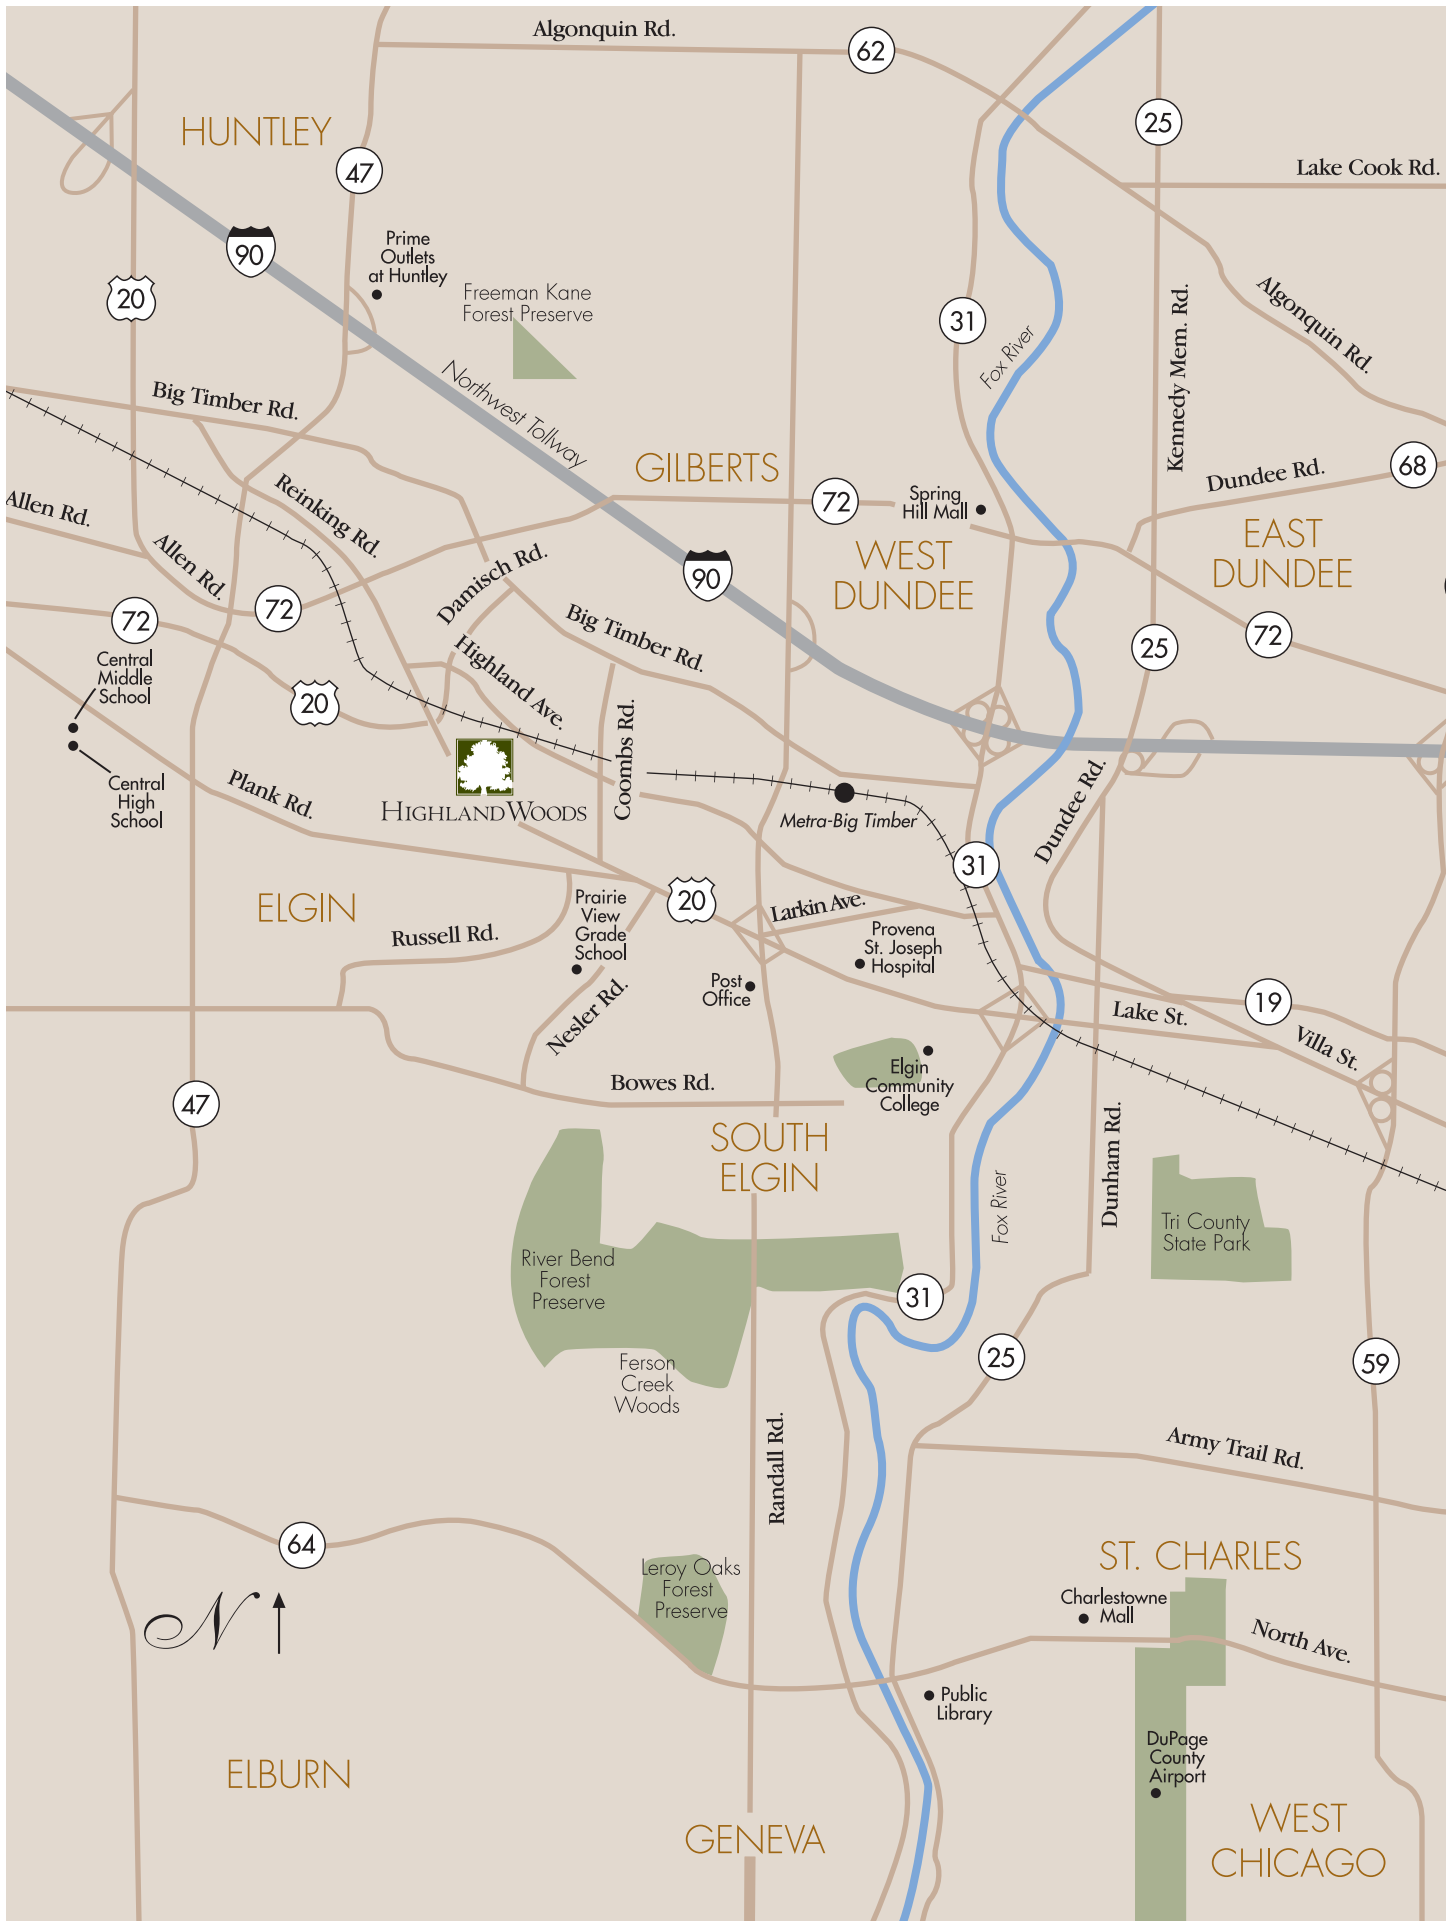 Algonquin Rd.
62
HUNTLEY
25
47
Lake Cook Rd.
90
Prime
Outlets
at Huntley
20
Freeman Kane
Forest Preserve
31
Fox River
Kennedy Mem. Rd.
Algonquin Rd.
Northwest Tollway
Big Timber Rd.
GILBERTS
68
Dundee Rd.
Reinking Rd.
72
Spring
Hill Mall
Allen Rd.
Allen Rd.
EAST
DUNDEE
WEST
DUNDEE
90
Damisch Rd.
72
72
Big Timber Rd.
72
25
Highland Ave.
Central
Middle
School
20
Coombs Rd.
Central
High
School
Plank Rd.
HIGHLANDWOODS
Metra-Big Timber
Dundee Rd.
31
ELGIN
Prairie
View
Grade
School
20
Larkin Ave.
Russell Rd.
Provena
St. Joseph
Hospital
Post
Office
Nesler Rd.
19
Lake St.
Villa St.
Elgin
Community
College
Bowes Rd.
47
SOUTH
ELGIN
Dunham Rd.
Fox River
Tri County
State Park
River Bend
Forest
Preserve
31
25
59
Ferson
Creek
Woods
Randall Rd.
Army Trail Rd.
64
ST. CHARLES
Leroy Oaks
Forest
Preserve
Charlestowne
Mall
N
North Ave.
Public
Library
DuPage
County
Airport
ELBURN
WEST
CHICAGO
GENEVA